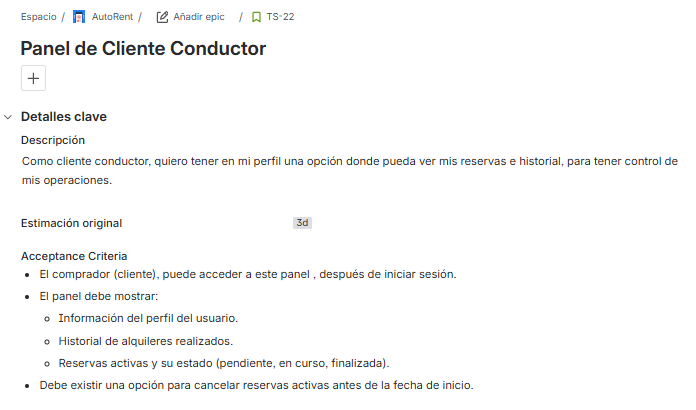 Espacio / AutoRent / Añadir epic / TS-22
Panel de Cliente Conductor
Detalles clave
Descripción
Como cliente conductor, quiero tener en mi perfil una opción donde pueda ver mis reservas e historial, para tener control de
mis operaciones.
Estimación original 3d
Acceptance Criteria
• El comprador (cliente), puede acceder a este panel , después de iniciar sesión.
• El panel debe mostrar:
◦ Información del perfil del usuario.
◦ Historial de alquileres realizados.
◦ Reservas activas y su estado (pendiente, en curso, finalizada).
• Debe existir una opción para cancelar reservas activas antes de la fecha de inicio.